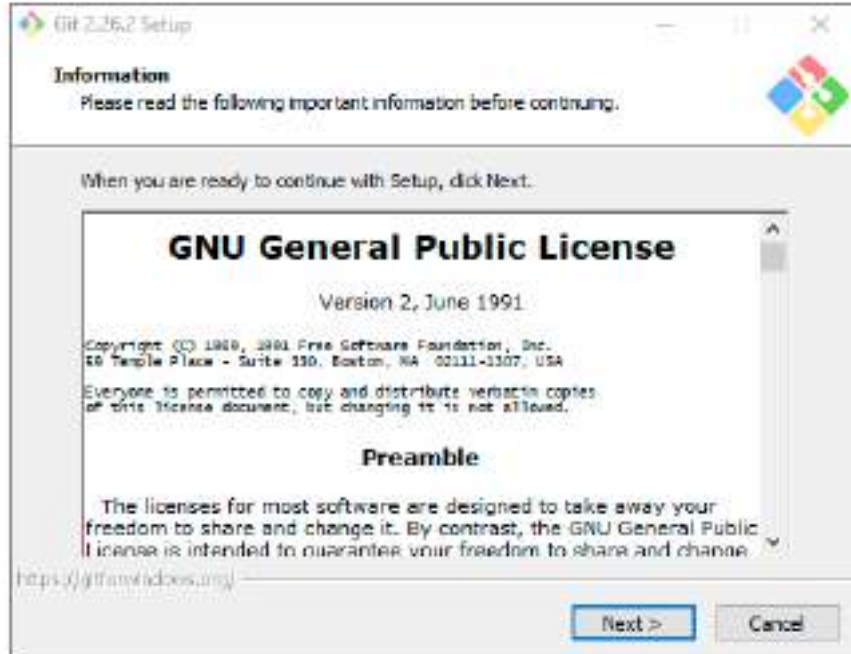 Git 2.26.2 Setup
Information
Please read the following important information before continuing.
When you are ready to continue with Setup, click Next.
GNU General Public License
Version 2, June 1991
Copyright (C) 1989, 1991 Free Software Foundation, Inc.
59 Temple Place - Suite 330, Boston, MA  02111-1307, USA
Everyone is permitted to copy and distribute verbatim copies
of this license document, but changing it is not allowed.
Preamble
The licenses for most software are designed to take away your
freedom to share and change it. By contrast, the GNU General Public
License is intended to guarantee your freedom to share and change
https://gitforwindows.org/
Next >
Cancel